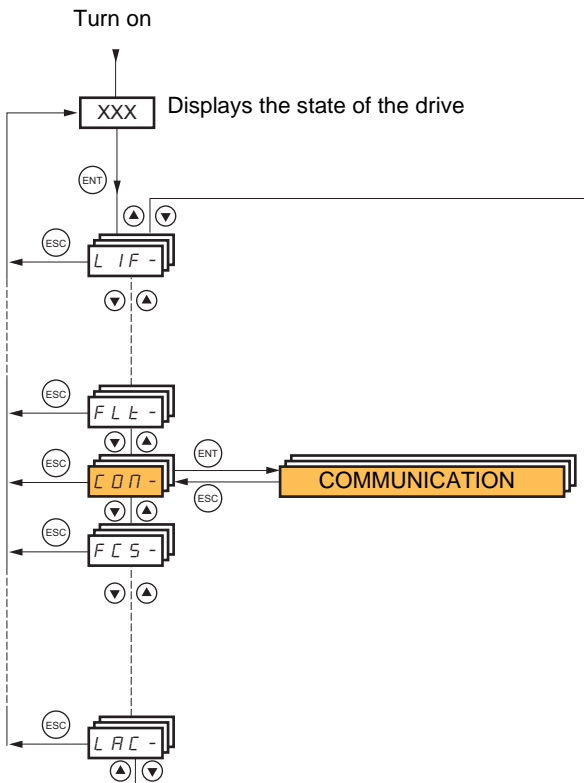 Turn on
XXX Displays the state of the drive
ENT
ESC
LIF-
ESC
FLt-
ENT
ESC
COM-
COMMUNICATION
ESC
ESC
FCS-
ESC
LAC-